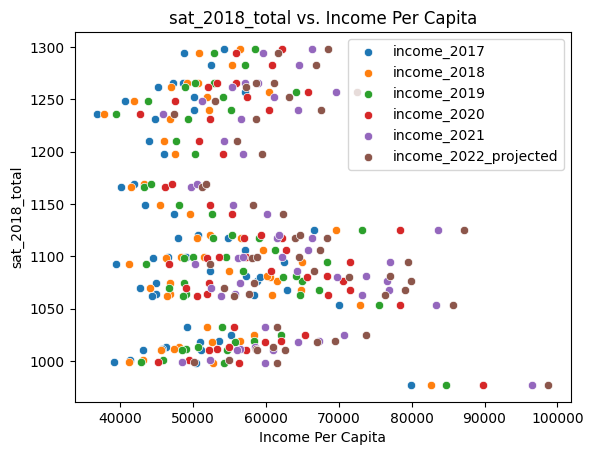 sat_2018_total vs. Income Per Capita
income_2017
income_2018
income_2019
income_2020
income_2021
income_2022_projected
sat_2018_total
1300
1250
1200
1150
1100
1050
1000
40000 50000 60000 70000 80000 90000 100000
Income Per Capita